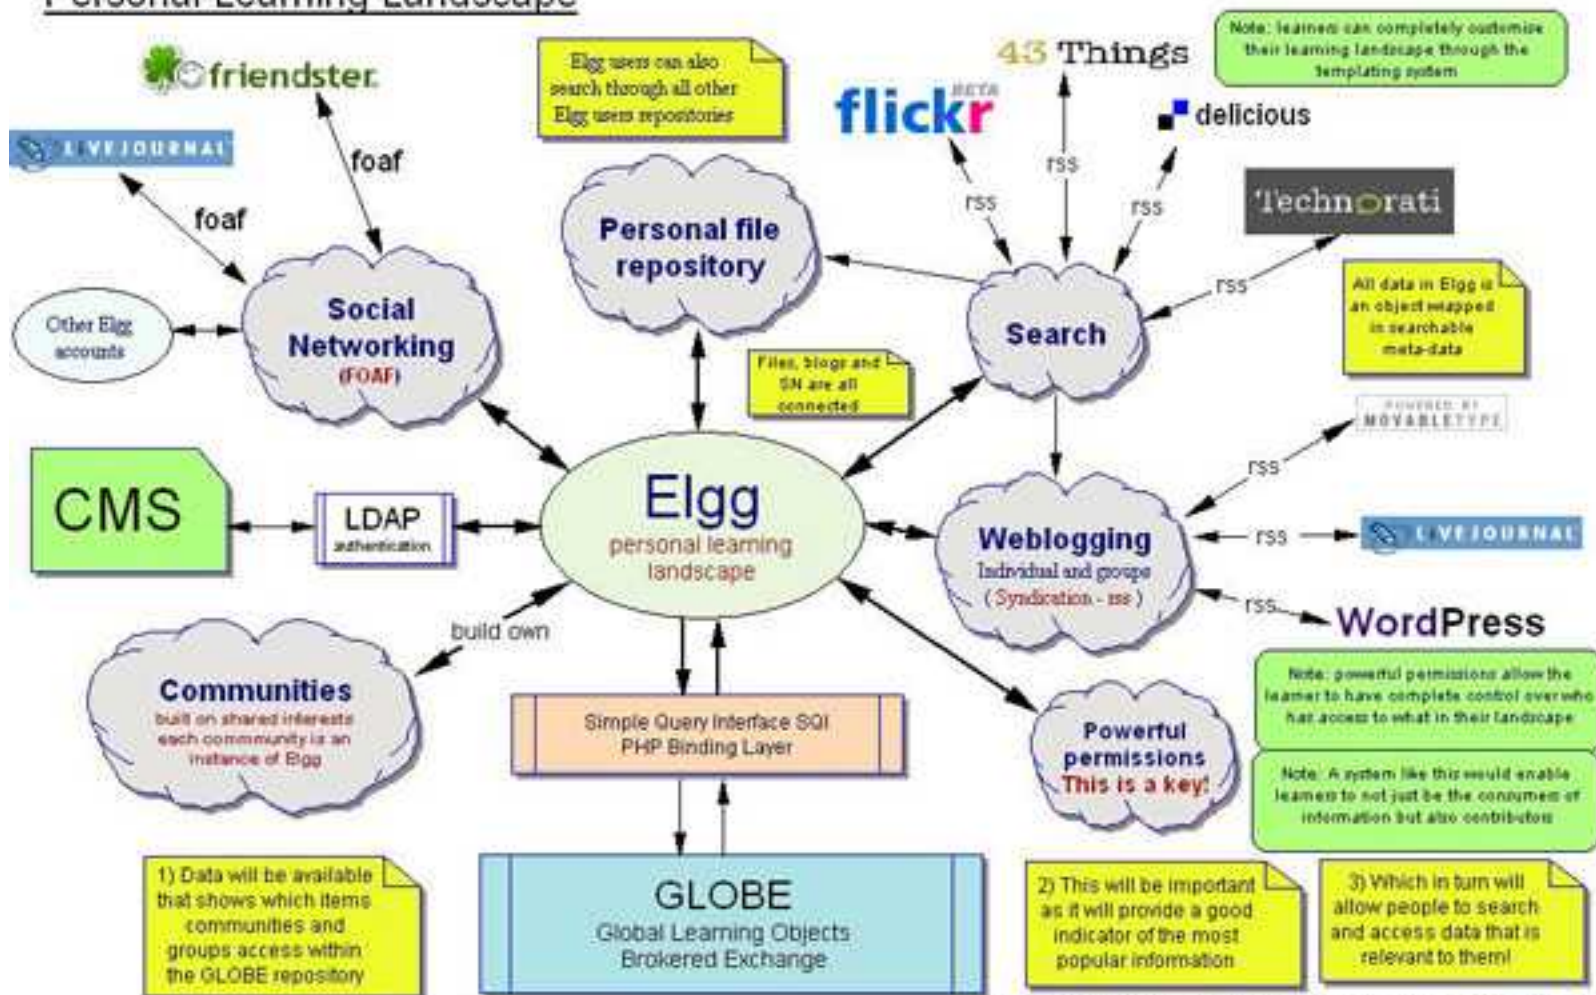 Personal Learning Landscape
friendster.
LIVEJOURNAL
foaf
foaf
Other Elgg
accounts
Social
Networking
(FOAF)
Elgg users can also
search through all other
Elgg users repositories
Personal file
repository
43 Things
flickr
BETA
delicious
Note: learners can completely customise
their learning landscape through the
templating system
rss
rss
rss
Technorati
rss
Search
All data in Elgg is
an object wrapped
in searchable
meta-data
Files, blogs and
SN are all
connected
POWERED BY
MOVABLETYPE
rss
CMS
LDAP
authentication
Elgg
personal learning
landscape
Weblogging
Individual and groups
( Syndication - rss )
rss
LIVEJOURNAL
rss
WordPress
build own
Communities
built on shared interests
each community is an
instance of Elgg
Simple Query Interface SQI
PHP Binding Layer
Powerful
permissions
This is a key!
Note: powerful permissions allow the
learner to have complete control over who
has access to what in their landscape
Note: A system like this would enable
learners to not just be the consumers of
information but also contributors
GLOBE
Global Learning Objects
Brokered Exchange
1) Data will be available
that shows which items
communities and
groups access within
the GLOBE repository
2) This will be important
as it will provide a good
indicator of the most
popular information
3) Which in turn will
allow people to search
and access data that is
relevant to them!